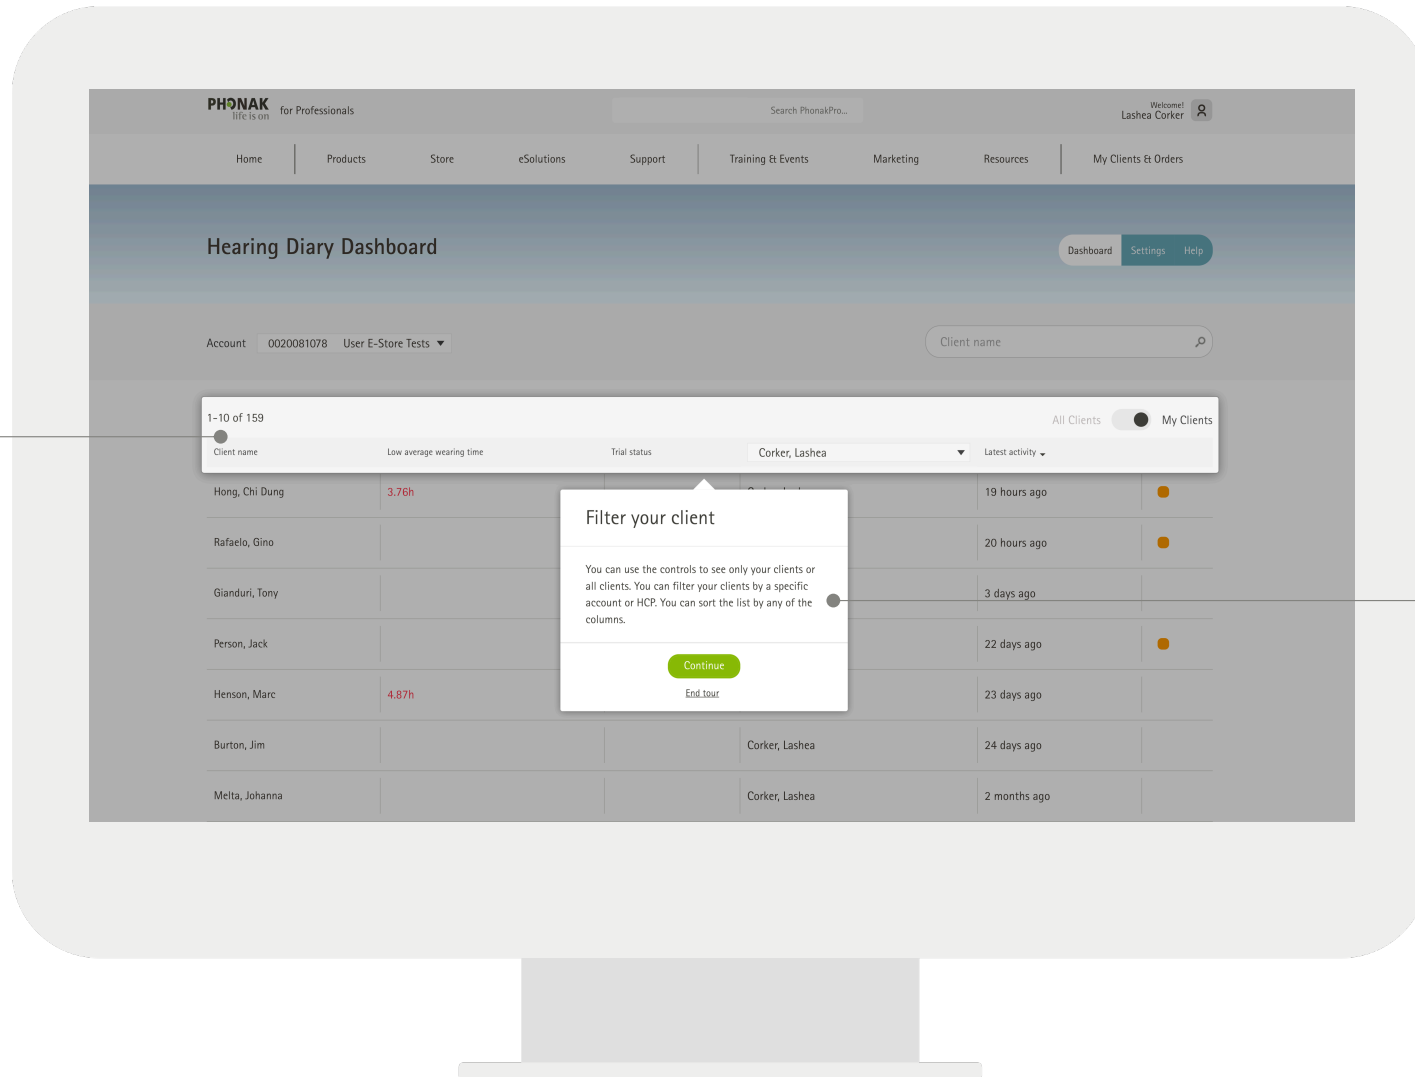 PHONAK
life is on
for Professionals
Search PhonakPro...
Welcome!
Lashea Corker
Home
Products
Store
eSolutions
Support
Training & Events
Marketing
Resources
My Clients & Orders
Hearing Diary Dashboard
Dashboard
Settings
Help
Account
0020081078 User E-Store Tests
Client name
1-10 of 159
All Clients
My Clients
Client name
Low average wearing time
Trial status
Corker, Lashea
Latest activity
Hong, Chi Dung
3.76h
19 hours ago
Filter your client
Rafaelo, Gino
20 hours ago
You can use the controls to see only your clients or
all clients. You can filter your clients by a specific
account or HCP. You can sort the list by any of the
columns.
Gianduri, Tony
3 days ago
Person, Jack
22 days ago
Continue
End tour
Henson, Marc
4.87h
23 days ago
Burton, Jim
Corker, Lashea
24 days ago
Melta, Johanna
Corker, Lashea
2 months ago